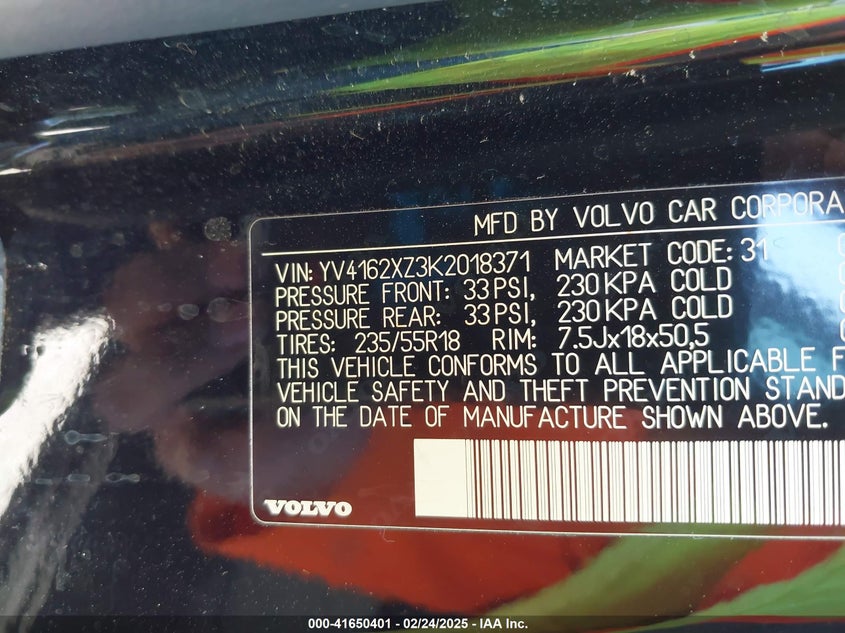 MFD BY VOLVO CAR CORPORA
VIN: YV4162XZ3K2018371 MARKET CODE: 31
PRESSURE FRONT: 33 PSI, 230 KPA COLD
PRESSURE REAR: 33 PSI, 230 KPA COLD
TIRES: 235/55R18 RIM: 7.5Jx18x50,5
THIS VEHICLE CONFORMS TO ALL APPLICABLE F
VEHICLE SAFETY AND THEFT PREVENTION STAND
ON THE DATE OF MANUFACTURE SHOWN ABOVE.
VOLVO
000-41650401 - 02/24/2025 - IAA Inc.